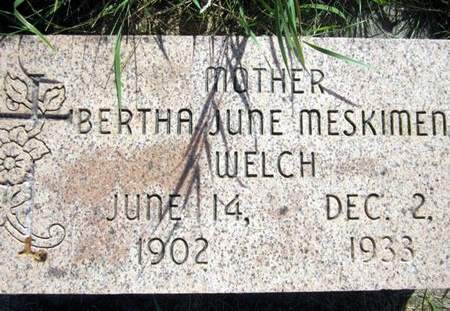 MOTHER
BERTHA JUNE MESKIMEN
WELCH
JUNE 14, DEC. 2,
1902 1933